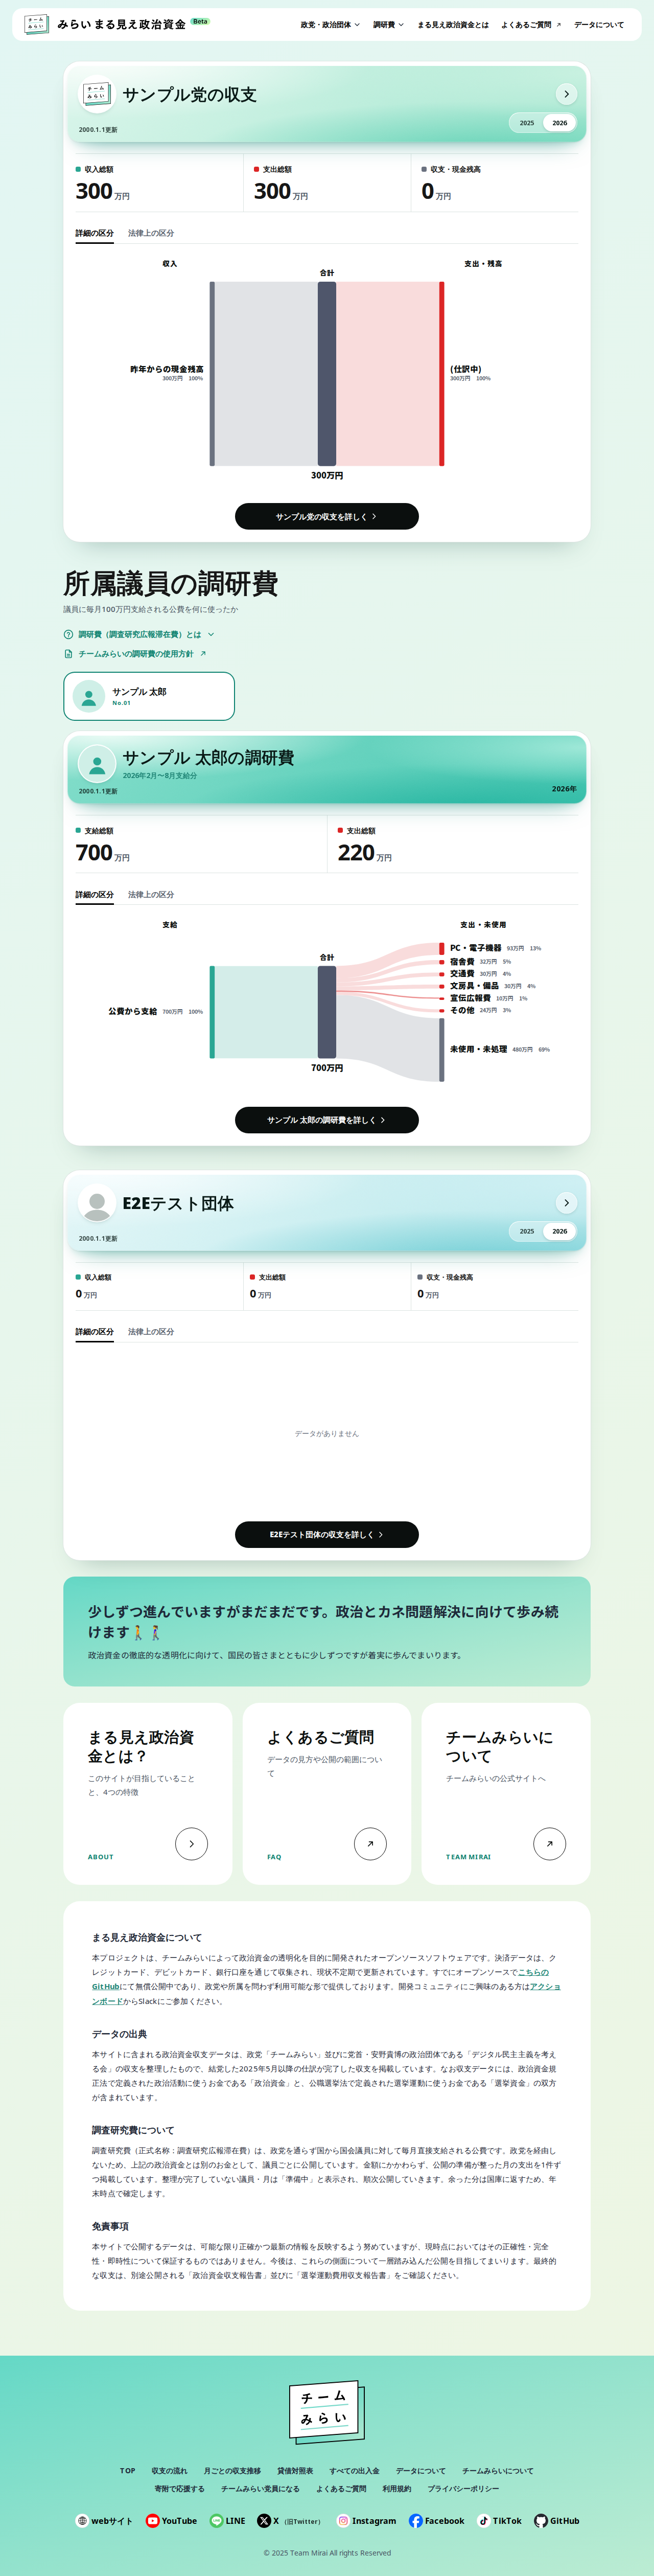 チーム
みらい
みらい まる見え政治資金 Beta
政党・政治団体 調研費 まる見え政治資金とは よくあるご質問 データについて
チーム
みらい
サンプル党の収支
2000.1.1更新
2025 2026
収入総額 支出総額 収支・現金残高
300万円 300万円 0万円
詳細の区分 法律上の区分
収入 合計 支出・残高
昨年からの現金残高
300万円 100%
(仕訳中)
300万円 100%
300万円
サンプル党の収支を詳しく
所属議員の調研費
議員に毎月100万円支給される公費を何に使ったか
調研費（調査研究広報滞在費）とは
チームみらいの調研費の使用方針
サンプル 太郎
No.01
サンプル 太郎の調研費
2026年2月〜8月支給分
2000.1.1更新
2026年
支給総額 支出総額
700万円 220万円
詳細の区分 法律上の区分
支給 合計 支出・未使用
PC・電子機器 93万円 13%
宿舎費 32万円 5%
交通費 30万円 4%
文房具・備品 30万円 4%
宣伝広報費 10万円 1%
その他 24万円 3%
公費から支給 700万円 100%
未使用・未処理 480万円 69%
700万円
サンプル 太郎の調研費を詳しく
E2Eテスト団体
2000.1.1更新
2025 2026
収入総額 支出総額 収支・現金残高
0万円 0万円 0万円
詳細の区分 法律上の区分
データがありません
E2Eテスト団体の収支を詳しく
少しずつ進んでいますがまだまだです。政治とカネ問題解決に向けて歩み続
けます🚶🚶‍♀️
政治資金の徹底的な透明化に向けて、国民の皆さまとともに少しずつですが着実に歩んでまいります。
まる見え政治資
金とは？
このサイトが目指していること
と、4つの特徴
ABOUT
よくあるご質問
データの見方や公開の範囲につい
て
FAQ
チームみらいに
ついて
チームみらいの公式サイトへ
TEAM MIRAI
まる見え政治資金について
本プロジェクトは、チームみらいによって政治資金の透明化を目的に開発されたオープンソースソフトウェアです。決済データは、ク
レジットカード、デビットカード、銀行口座を通じて収集され、現状不定期で更新されています。すでにオープンソースでこちらの
GitHubにて無償公開中であり、政党や所属を問わず利用可能な形で提供しております。開発コミュニティにご興味のある方はアクショ
ンボードからSlackにご参加ください。
データの出典
本サイトに含まれる政治資金収支データは、政党「チームみらい」並びに党首・安野貴博の政治団体である「デジタル民主主義を考え
る会」の収支を整理したもので、結党した2025年5月以降の仕訳が完了した収支を掲載しています。なお収支データには、政治資金規
正法で定義された政治活動に使うお金である「政治資金」と、公職選挙法で定義された選挙運動に使うお金である「選挙資金」の双方
が含まれています。
調査研究費について
調査研究費（正式名称：調査研究広報滞在費）は、政党を通らず国から国会議員に対して毎月直接支給される公費です。政党を経由し
ないため、上記の政治資金とは別のお金として、議員ごとに公開しています。金額にかかわらず、公開の準備が整った月の支出を1件ず
つ掲載しています。整理が完了していない議員・月は「準備中」と表示され、順次公開していきます。余った分は国庫に返すため、年
末時点で確定します。
免責事項
本サイトで公開するデータは、可能な限り正確かつ最新の情報を反映するよう努めていますが、現時点においてはその正確性・完全
性・即時性について保証するものではありません。今後は、これらの側面について一層踏み込んだ公開を目指してまいります。最終的
な収支は、別途公開される「政治資金収支報告書」並びに「選挙運動費用収支報告書」をご確認ください。
チーム
みらい
TOP 収支の流れ 月ごとの収支推移 貸借対照表 すべての出入金 データについて チームみらいについて
寄附で応援する チームみらい党員になる よくあるご質問 利用規約 プライバシーポリシー
webサイト YouTube LINE X （旧Twitter） Instagram Facebook TikTok GitHub
© 2025 Team Mirai All rights Reserved